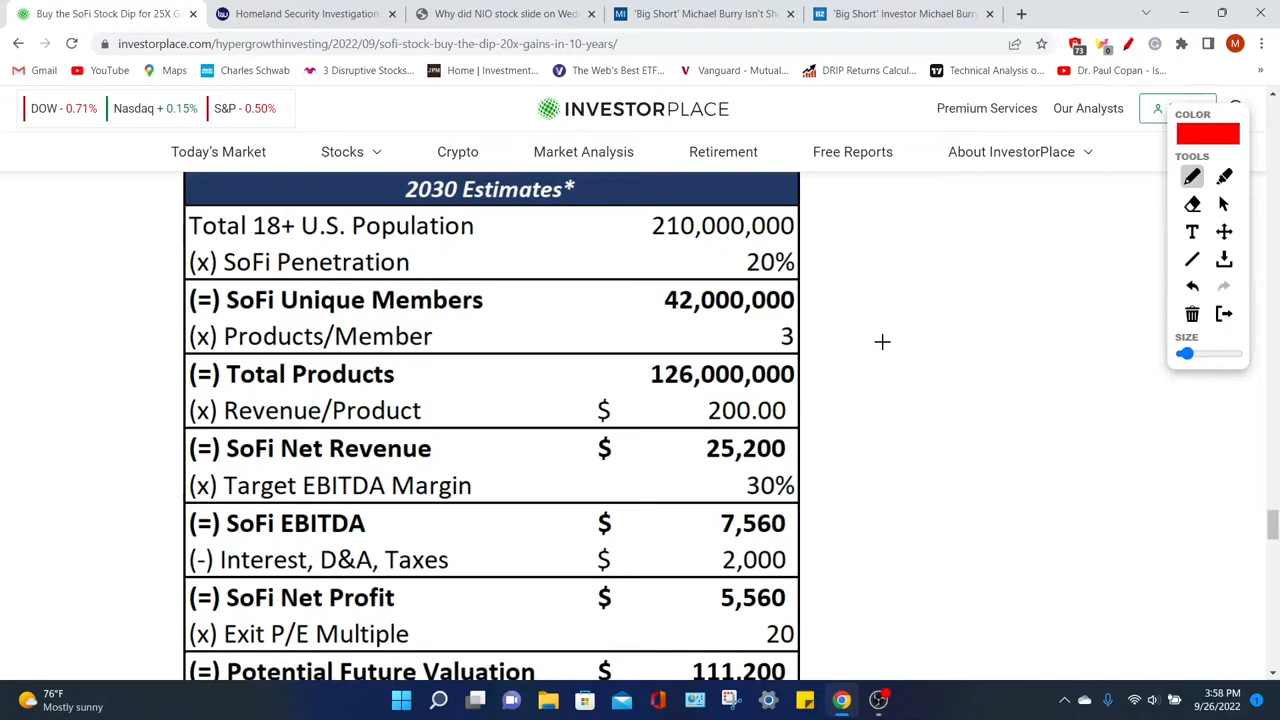 Buy the SoFi Stock Dip for 25X G
Homeland Security Investigation
Why did NIO stock slide on Wed
'Big Short' Michael Burry Isn't Sh
'Big Short' Investor Michael Burry
investorplace.com/hypergrowthinvesting/2022/09/sofi-stock-buy-the-dip-20x-gains-in-10-years/
73
0
M
Gmail
YouTube
Maps
Charles Schwab
3 Disruptive Stocks...
JPM
Home | Investment...
The Web's Best ETF...
Vanguard - Mutual...
DRIP Returns Calcul...
Technical Analysis o...
Dr. Paul Copan - Is...
»
DOW - 0.71%
Nasdaq + 0.15%
S&P - 0.50%
INVESTORPLACE
Premium Services
Our Analysts
Today's Market
Stocks
Crypto
Market Analysis
Retirement
Free Reports
About InvestorPlace
COLOR
TOOLS
T
SIZE
2030 Estimates*
Total 18+ U.S. Population 210,000,000
(x) SoFi Penetration 20%
(=) SoFi Unique Members 42,000,000
(x) Products/Member 3
(=) Total Products 126,000,000
(x) Revenue/Product $ 200.00
(=) SoFi Net Revenue $ 25,200
(x) Target EBITDA Margin 30%
(=) SoFi EBITDA $ 7,560
(-) Interest, D&A, Taxes $ 2,000
(=) SoFi Net Profit $ 5,560
(x) Exit P/E Multiple 20
(=) Potential Future Valuation $ 111,200
76°F
Mostly sunny
3:58 PM
9/26/2022
1